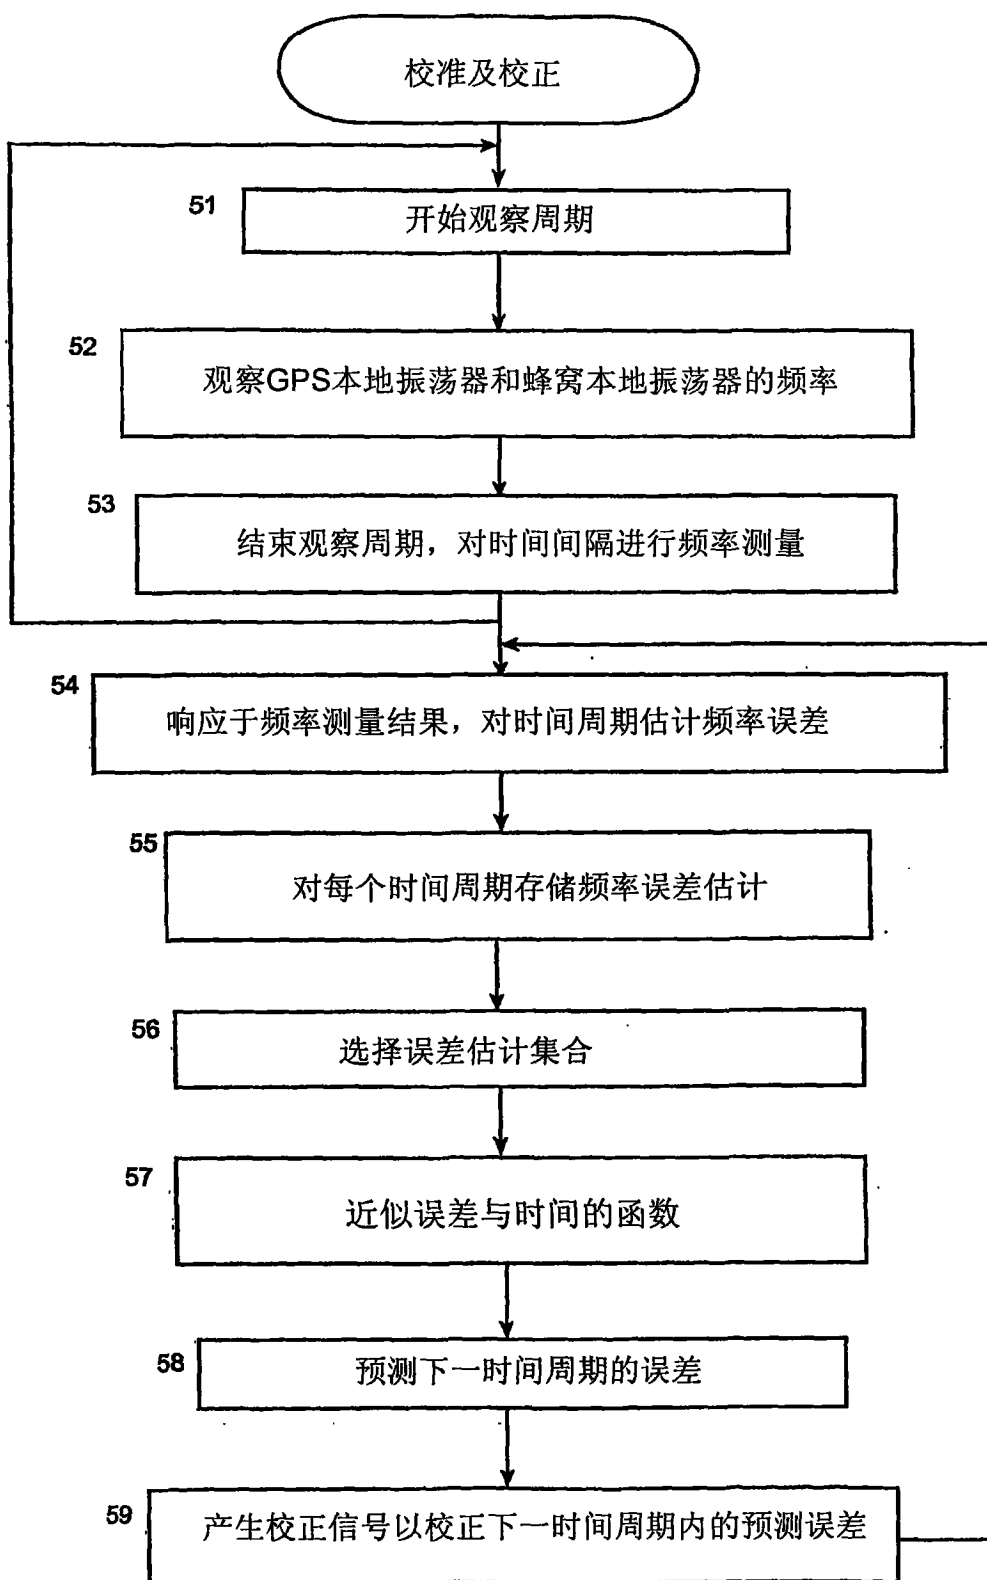 校准及校正
51
开始观察周期
52
观察GPS本地振荡器和蜂窝本地振荡器的频率
53
结束观察周期，对时间间隔进行频率测量
54
响应于频率测量结果，对时间周期估计频率误差
55
对每个时间周期存储频率误差估计
56
选择误差估计集合
57
近似误差与时间的函数
58
预测下一时间周期的误差
59
产生校正信号以校正下一时间周期内的预测误差